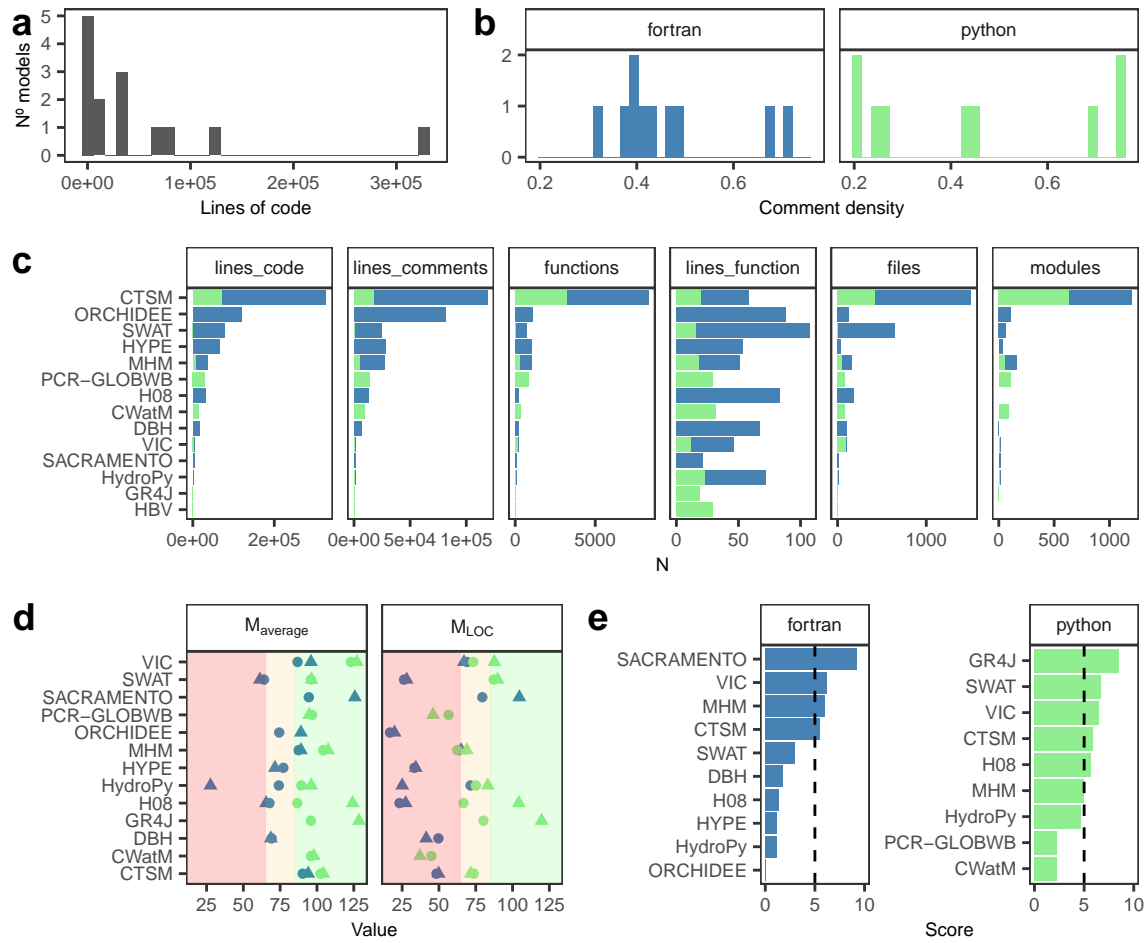 a
5
4
3
2
1
0
Nº models
0e+00 1e+05 2e+05 3e+05
Lines of code
b
fortran python
2
1
0
0.2 0.4 0.6 0.2 0.4 0.6
Comment density
c
lines_code lines_comments functions lines_function files modules
CTSM
ORCHIDEE
SWAT
HYPE
MHM
PCR−GLOBWB
H08
CWatM
DBH
VIC
SACRAMENTO
HydroPy
GR4J
HBV
0e+00 2e+05 0e+00 5e+04 1e+05 0 5000 0 50 100 0 1000 0 500 1000
N
d
Maverage MLOC
VIC
SWAT
SACRAMENTO
PCR−GLOBWB
ORCHIDEE
MHM
HYPE
HydroPy
H08
GR4J
DBH
CWatM
CTSM
25 50 75 100 125 25 50 75 100 125
Value
e
fortran
SACRAMENTO
VIC
MHM
CTSM
SWAT
DBH
H08
HYPE
HydroPy
ORCHIDEE
0 5 10
python
GR4J
SWAT
VIC
CTSM
H08
MHM
HydroPy
PCR−GLOBWB
CWatM
0 5 10
Score